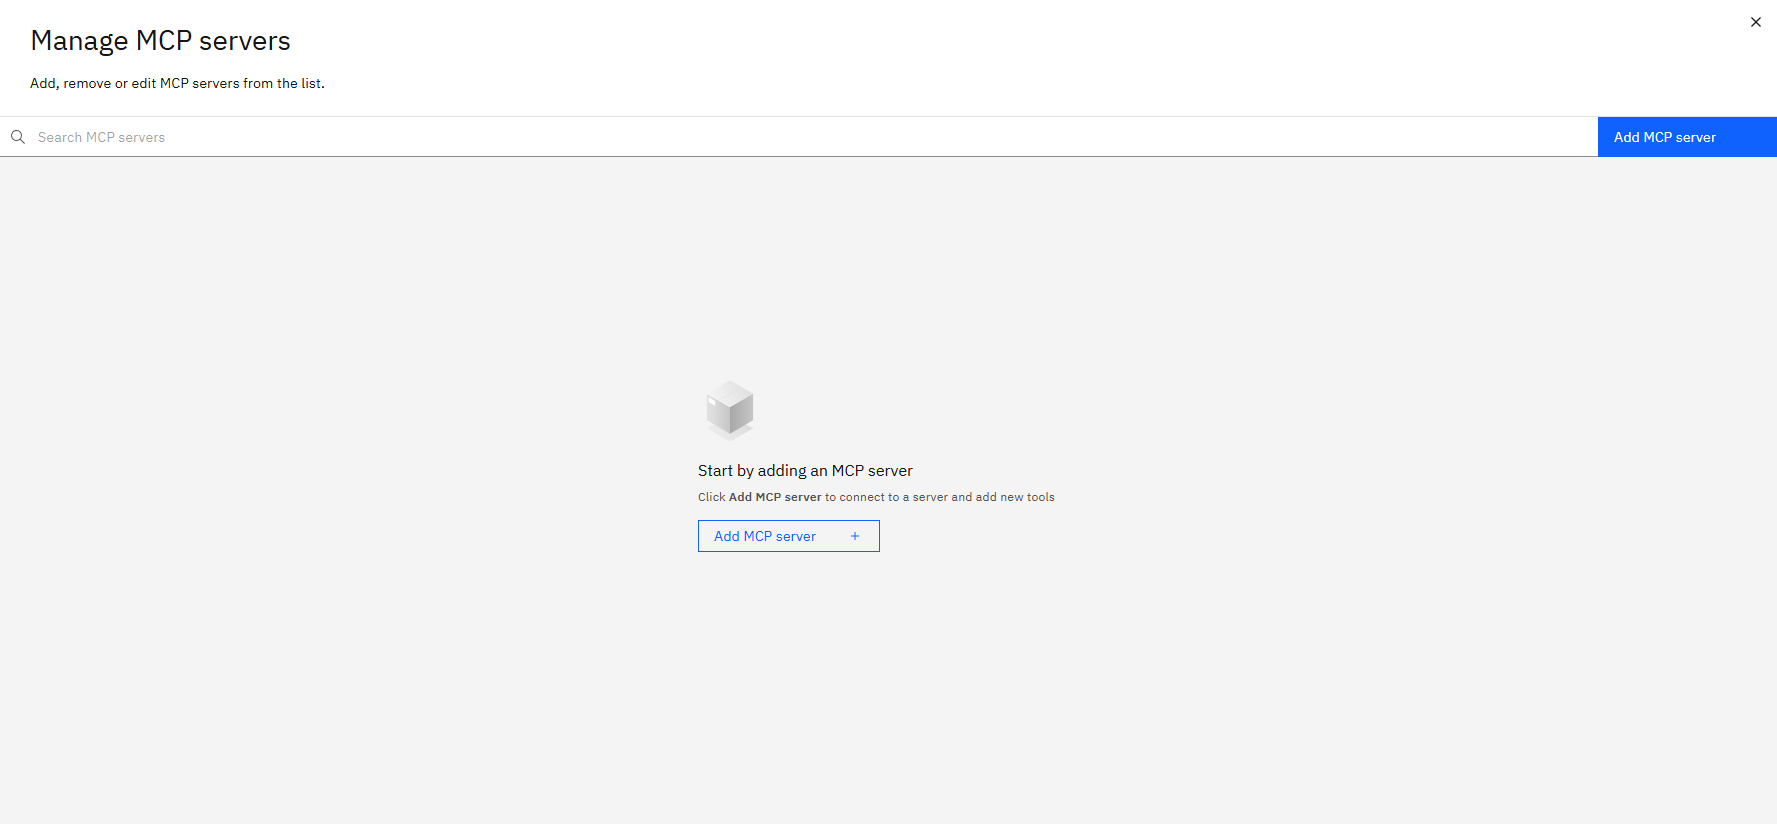 Manage MCP servers
Add, remove or edit MCP servers from the list.
Search MCP servers
Add MCP server
Start by adding an MCP server
Click Add MCP server to connect to a server and add new tools
Add MCP server